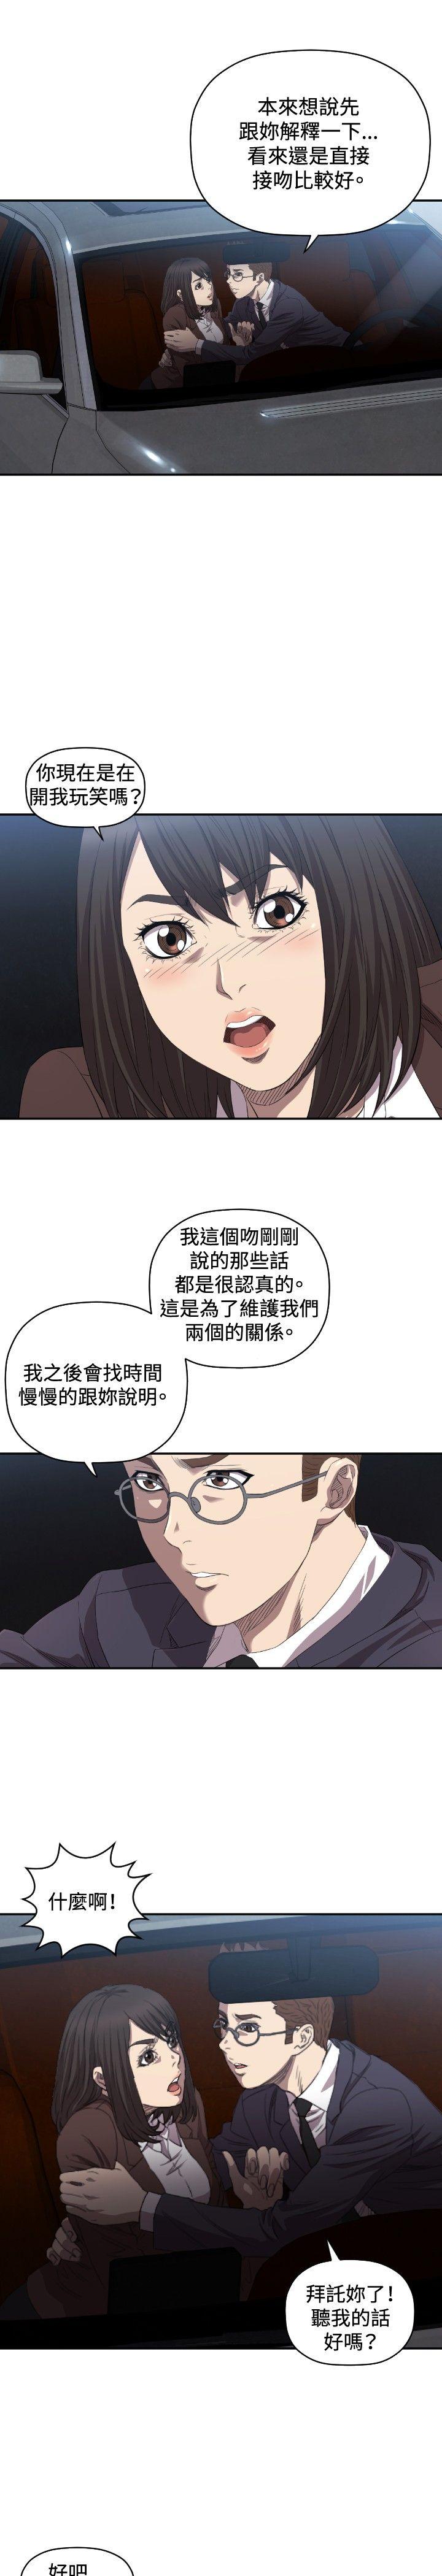 本來想說先
跟妳解釋一下...
看來還是直接
接吻比較好。
你現在是在
開我玩笑嗎?
我這個吻剛剛
說的那些話
都是很認真的。
這是為了維護我們
兩個的關係。
我之後會找時間
慢慢的跟妳說明。
什麼啊!
拜託妳了!
聽我的話
好嗎?
好吧